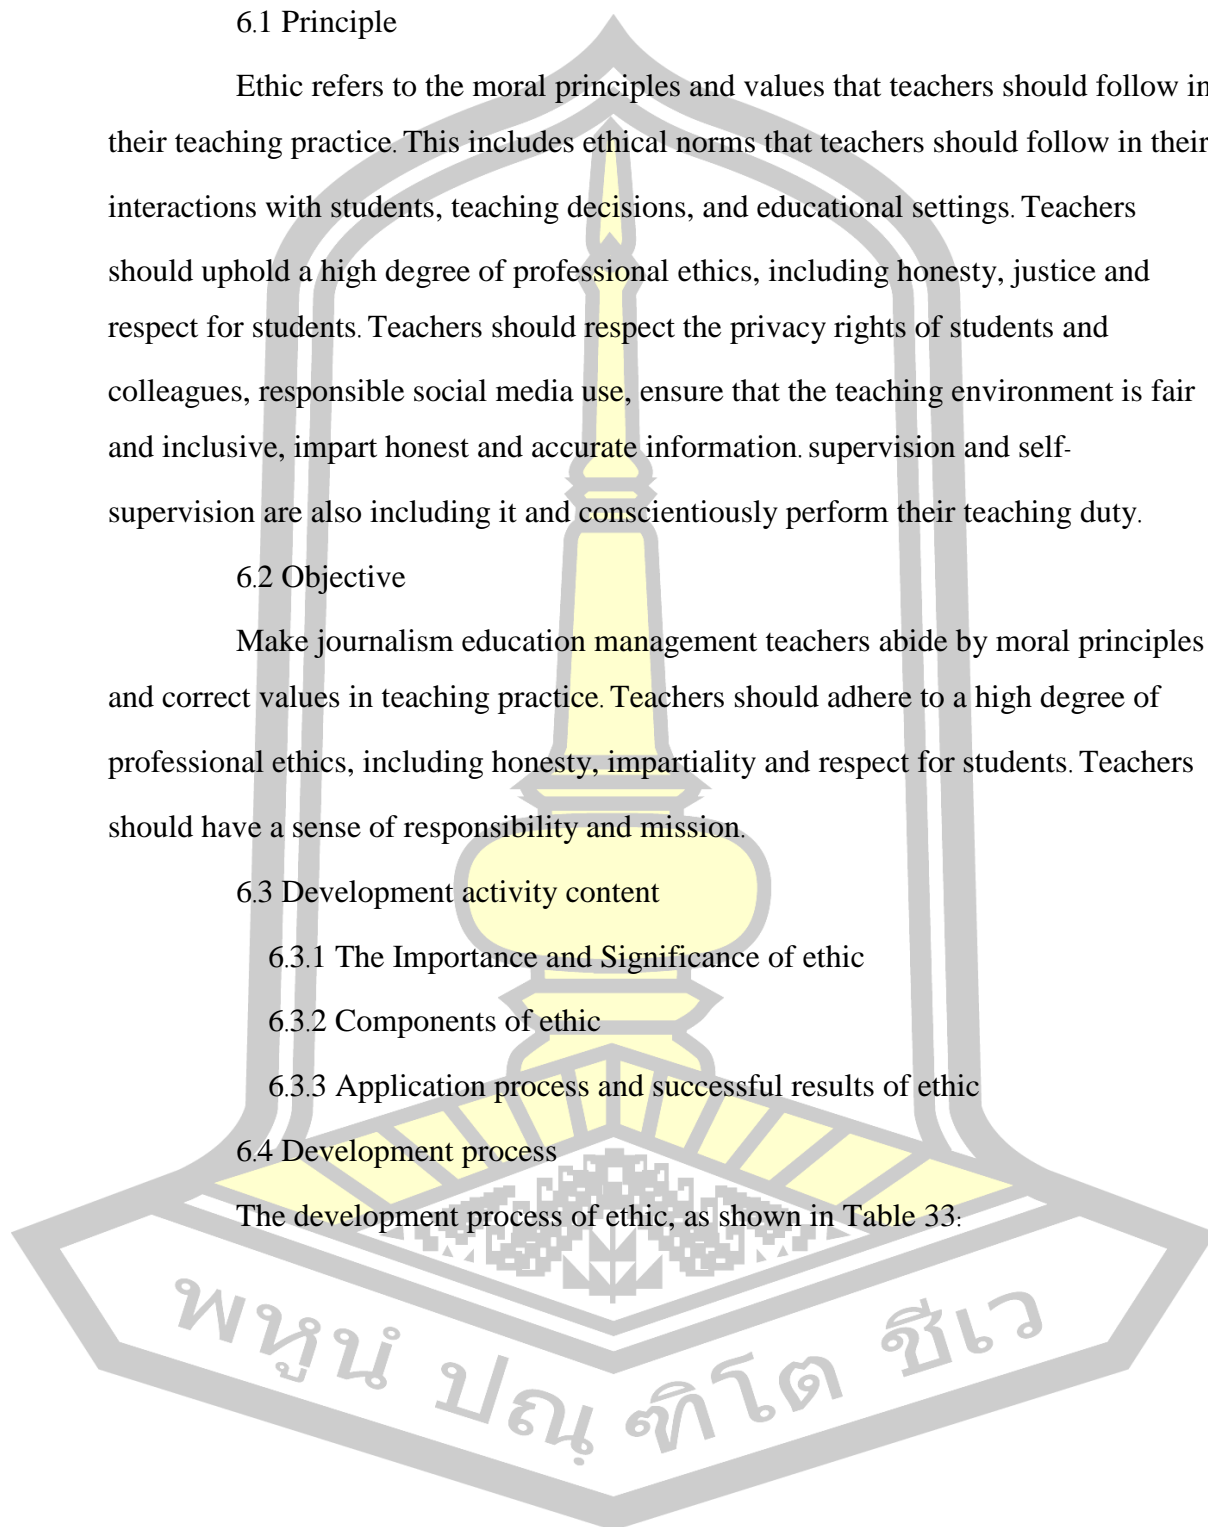 6.1 Principle
Ethic refers to the moral principles and values that teachers should follow in
their teaching practice. This includes ethical norms that teachers should follow in their
interactions with students, teaching decisions, and educational settings. Teachers
should uphold a high degree of professional ethics, including honesty, justice and
respect for students. Teachers should respect the privacy rights of students and
colleagues, responsible social media use, ensure that the teaching environment is fair
and inclusive, impart honest and accurate information. supervision and self-
supervision are also including it and conscientiously perform their teaching duty.
6.2 Objective
Make journalism education management teachers abide by moral principles
and correct values in teaching practice. Teachers should adhere to a high degree of
professional ethics, including honesty, impartiality and respect for students. Teachers
should have a sense of responsibility and mission.
6.3 Development activity content
6.3.1 The Importance and Significance of ethic
6.3.2 Components of ethic
6.3.3 Application process and successful results of ethic
6.4 Development process
The development process of ethic, as shown in Table 33:
พหูนํ ปณฺฑิโต ชีเว